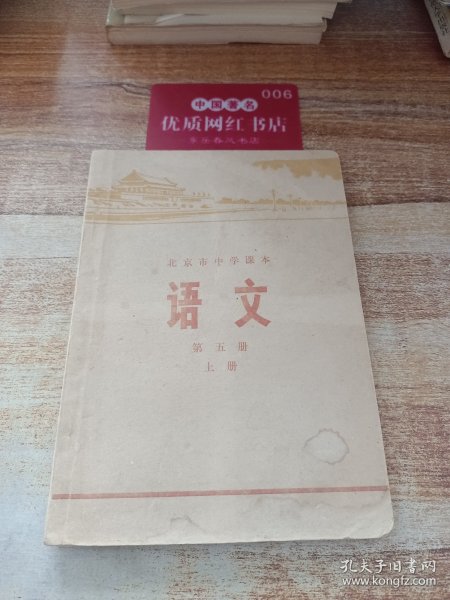 006
中国著名
优质网红书店
北京市中学课本
语文
第五册
上册
孔夫子旧书网
www.kongfz.com